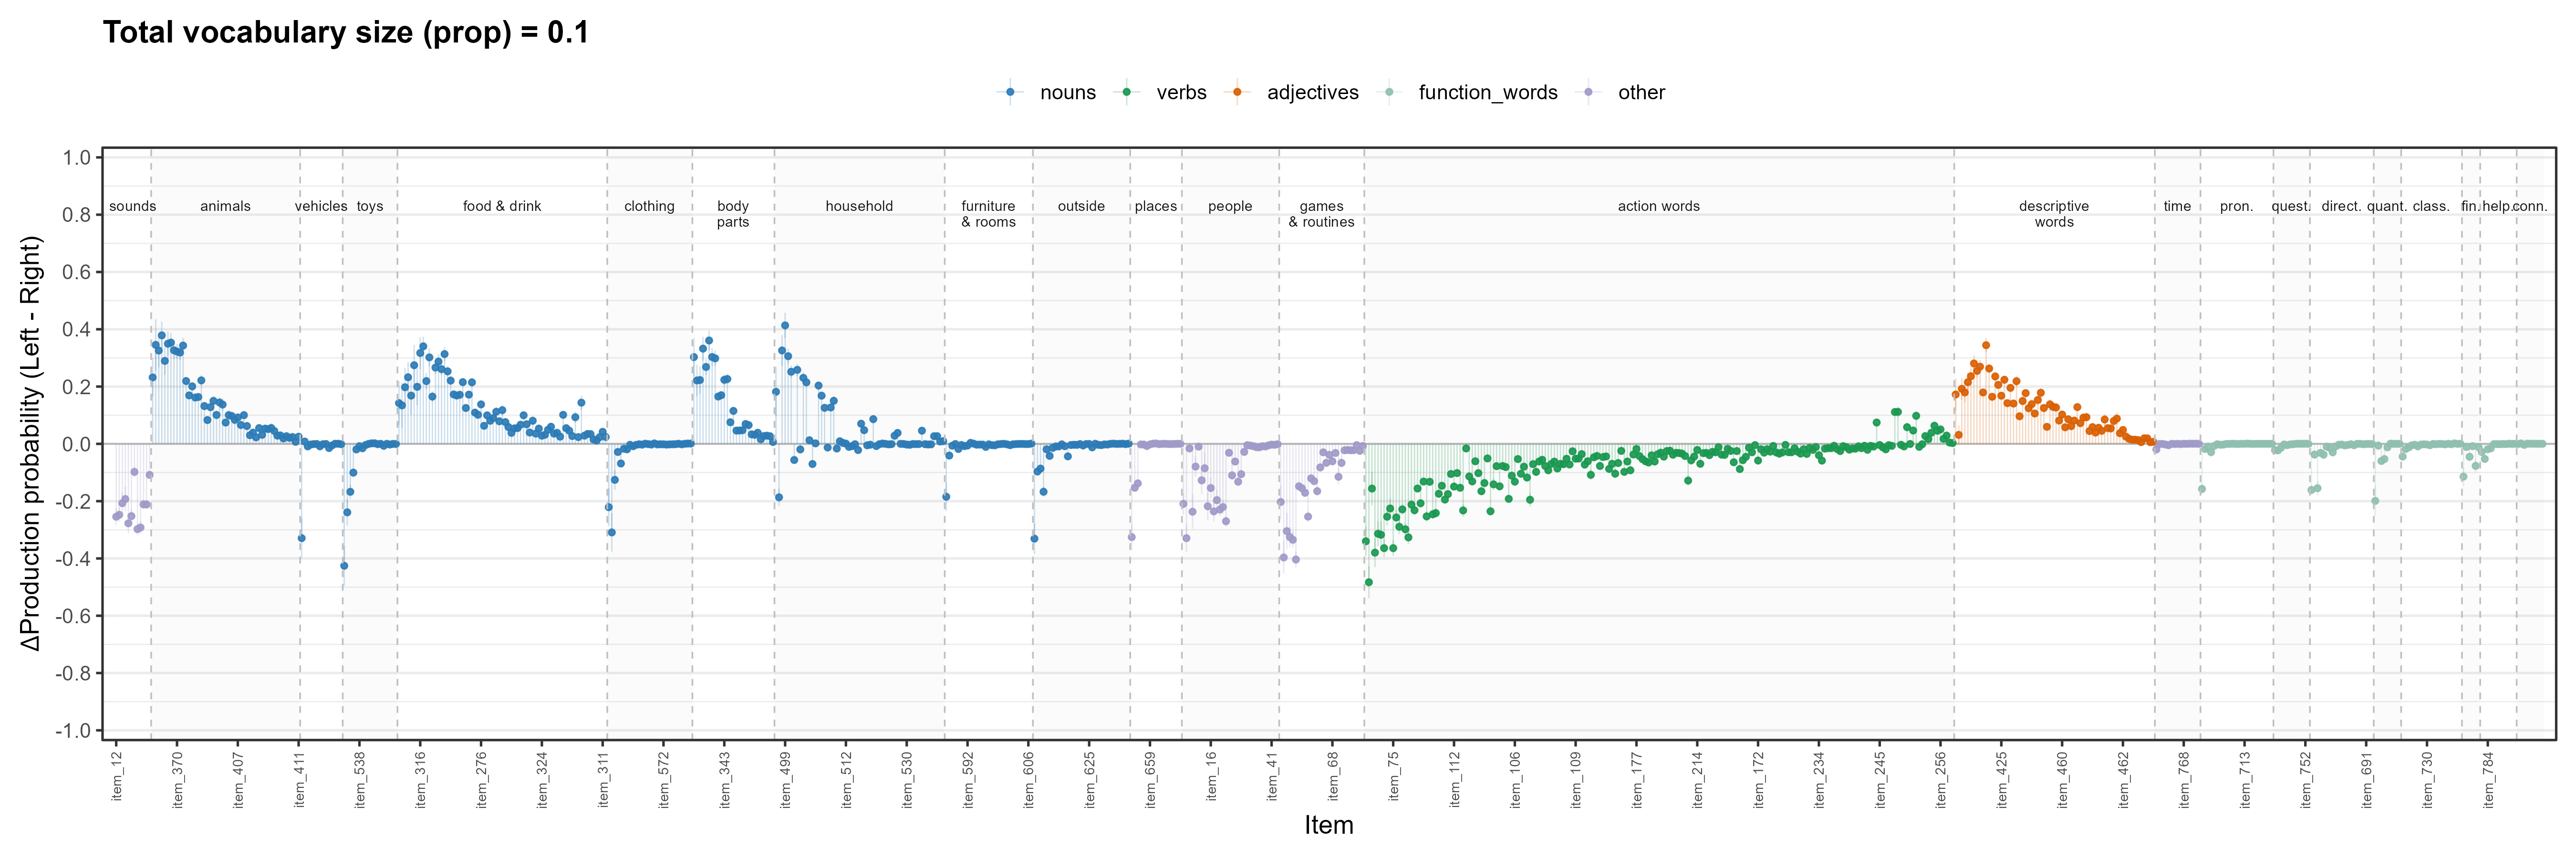 Total vocabulary size (prop) = 0.1
nouns verbs adjectives function_words other
ΔProduction probability (Left - Right)
1.0
0.8
0.6
0.4
0.2
0.0
-0.2
-0.4
-0.6
-0.8
-1.0
sounds animals vehicles toys food & drink clothing body parts household furniture & rooms outside places people games & routines action words descriptive words time pron. quest. direct. quant. class. fin. help. conn.
item_12 item_370 item_407 item_411 item_538 item_316 item_276 item_324 item_311 item_572 item_343 item_499 item_512 item_530 item_592 item_606 item_625 item_659 item_16 item_41 item_68 item_75 item_112 item_106 item_109 item_177 item_214 item_172 item_234 item_245 item_256 item_425 item_460 item_462 item_768 item_713 item_752 item_691 item_730 item_784
Item